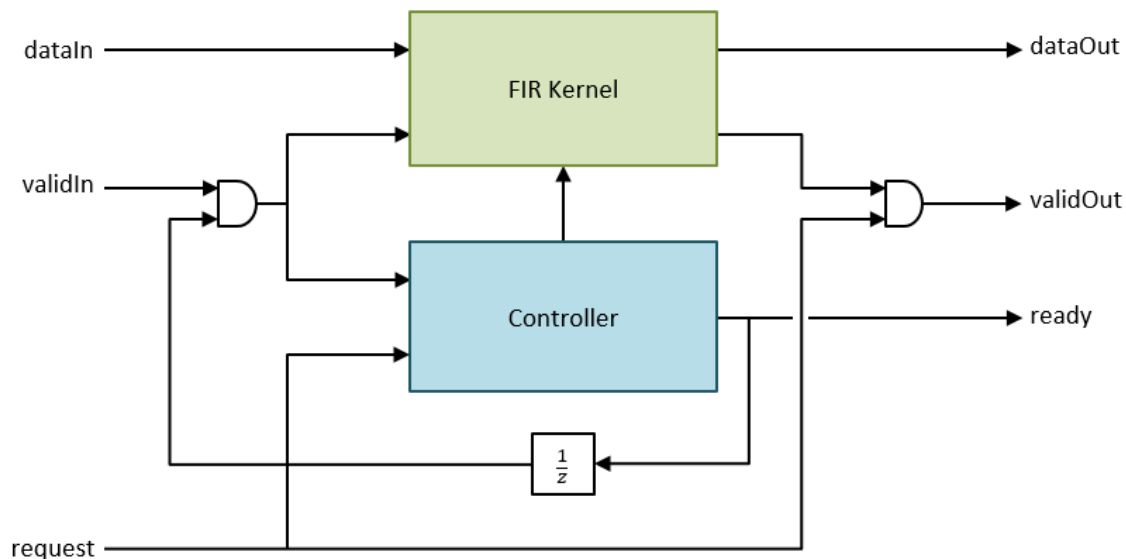 dataIn
FIR Kernel
dataOut
validIn
validOut
Controller
ready
1
z
request